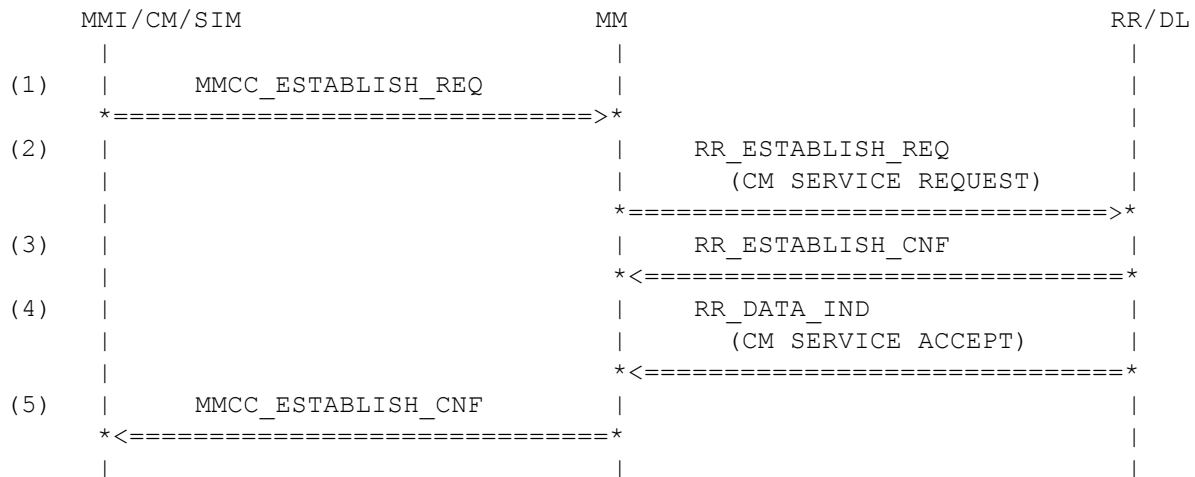 MMI/CM/SIM MM RR/DL
(1) MMCC_ESTABLISH_REQ
(2) RR_ESTABLISH_REQ
(CM SERVICE REQUEST)
(3) RR_ESTABLISH_CNF
(4) RR_DATA_IND
(CM SERVICE ACCEPT)
(5) MMCC_ESTABLISH_CNF